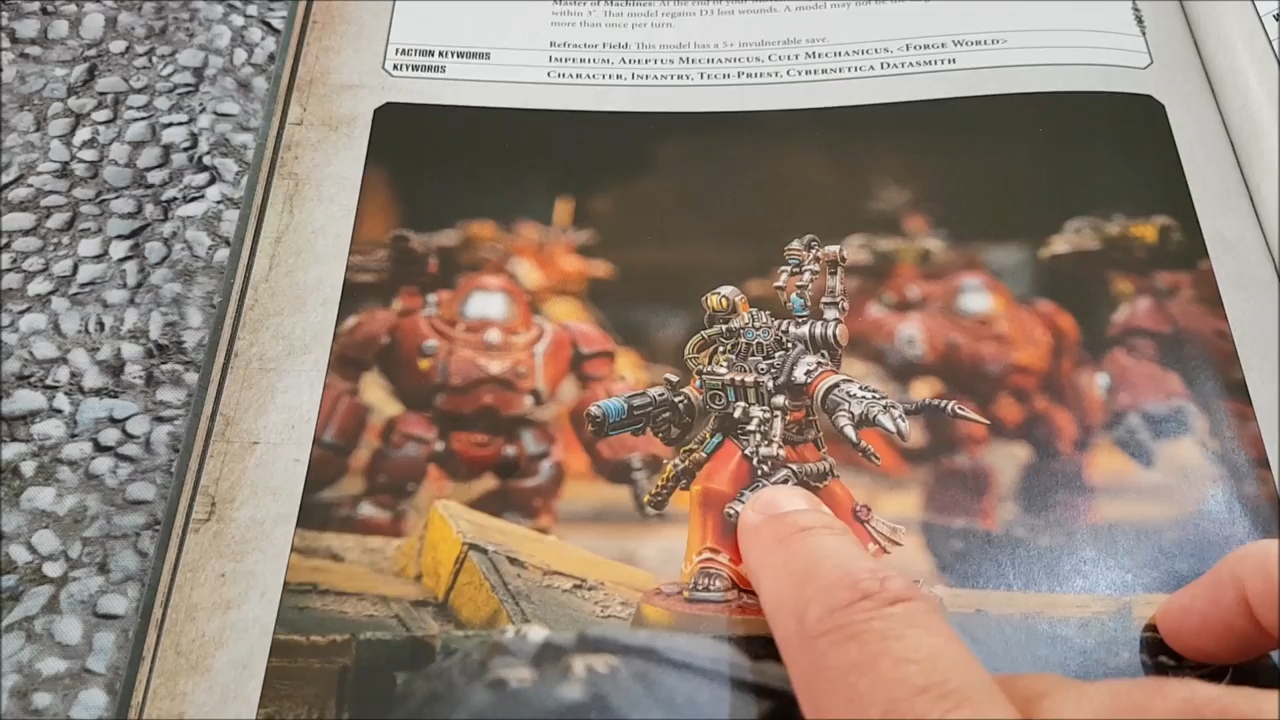 Master of Machines: At the end of your
within 3". That model regains D3 lost wounds. A model may not be
more than once per turn.
Refractor Field: This model has a 5+ invulnerable save.
FACTION KEYWORDS
IMPERIUM, ADEPTUS MECHANICUS, CULT MECHANICUS, <FORGE WORLD>
KEYWORDS
CHARACTER, INFANTRY, TECH-PRIEST, CYBERNETICA DATASMITH